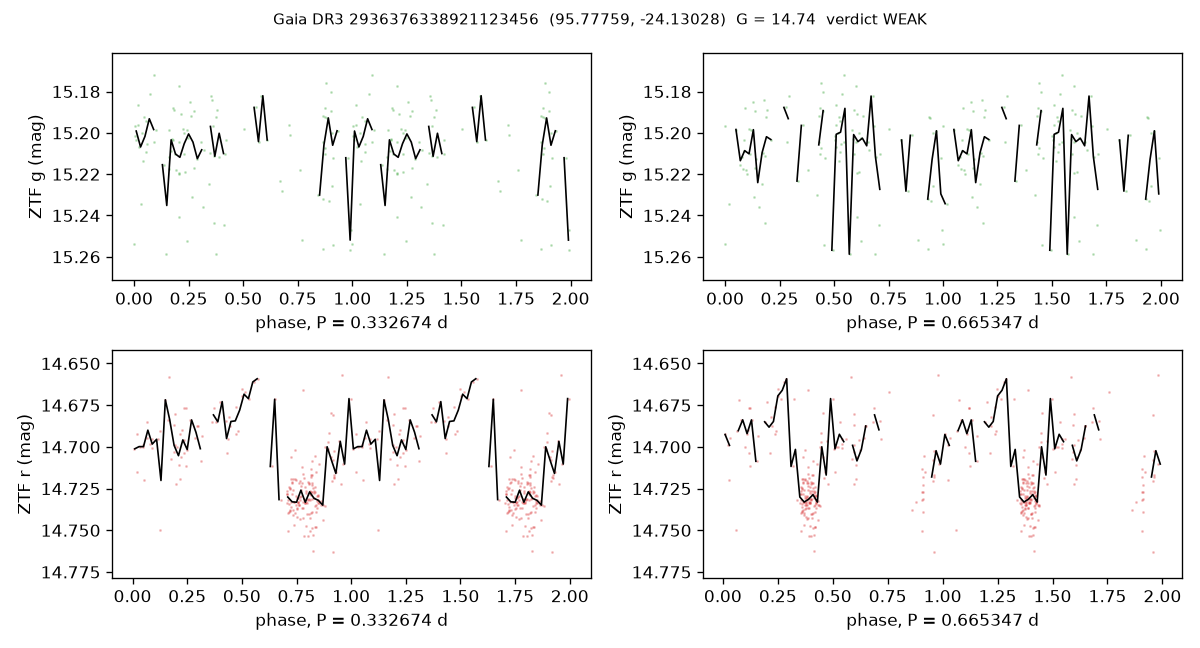 Gaia DR3 2936376338921123456  (95.77759, -24.13028)  G = 14.74  verdict WEAK
ZTF g (mag)
15.18
15.20
15.22
15.24
15.26
0.00 0.25 0.50 0.75 1.00 1.25 1.50 1.75 2.00
phase, P = 0.332674 d
ZTF g (mag)
15.18
15.20
15.22
15.24
15.26
0.00 0.25 0.50 0.75 1.00 1.25 1.50 1.75 2.00
phase, P = 0.665347 d
ZTF r (mag)
14.650
14.675
14.700
14.725
14.750
14.775
0.00 0.25 0.50 0.75 1.00 1.25 1.50 1.75 2.00
phase, P = 0.332674 d
ZTF r (mag)
14.650
14.675
14.700
14.725
14.750
14.775
0.00 0.25 0.50 0.75 1.00 1.25 1.50 1.75 2.00
phase, P = 0.665347 d